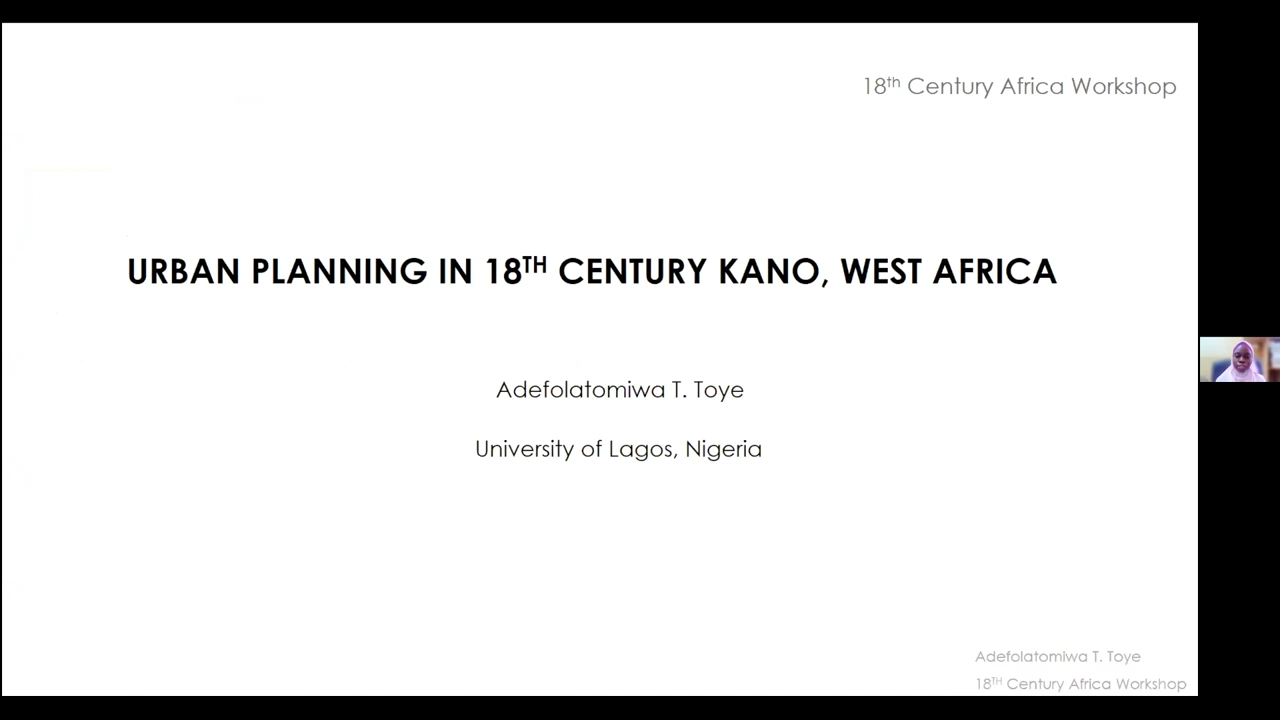 18th Century Africa Workshop
URBAN PLANNING IN 18TH CENTURY KANO, WEST AFRICA
Adefolatomiwa T. Toye
University of Lagos, Nigeria
Adefolatomiwa T. Toye
18TH Century Africa Workshop